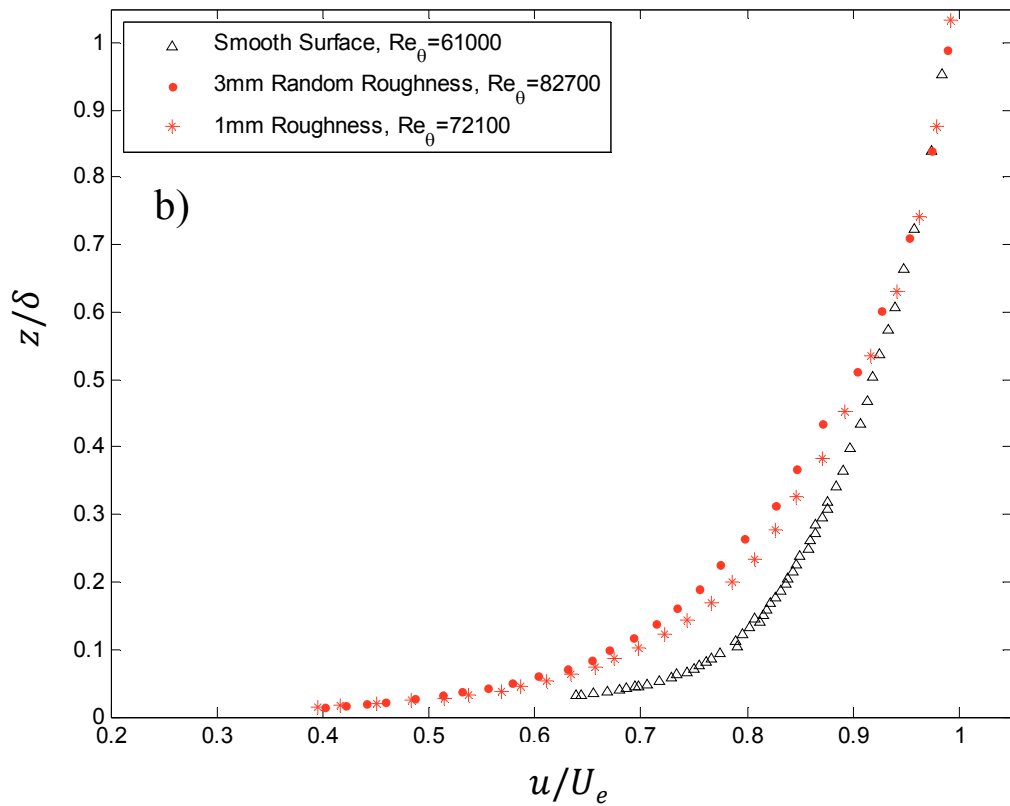 Smooth Surface, Reθ=61000
3mm Random Roughness, Reθ=82700
1mm Roughness, Reθ=72100
b)
1
0.9
0.8
0.7
0.6
0.5
0.4
0.3
0.2
0.1
0
z/δ
0.2 0.3 0.4 0.5 0.6 0.7 0.8 0.9 1
u/Ue